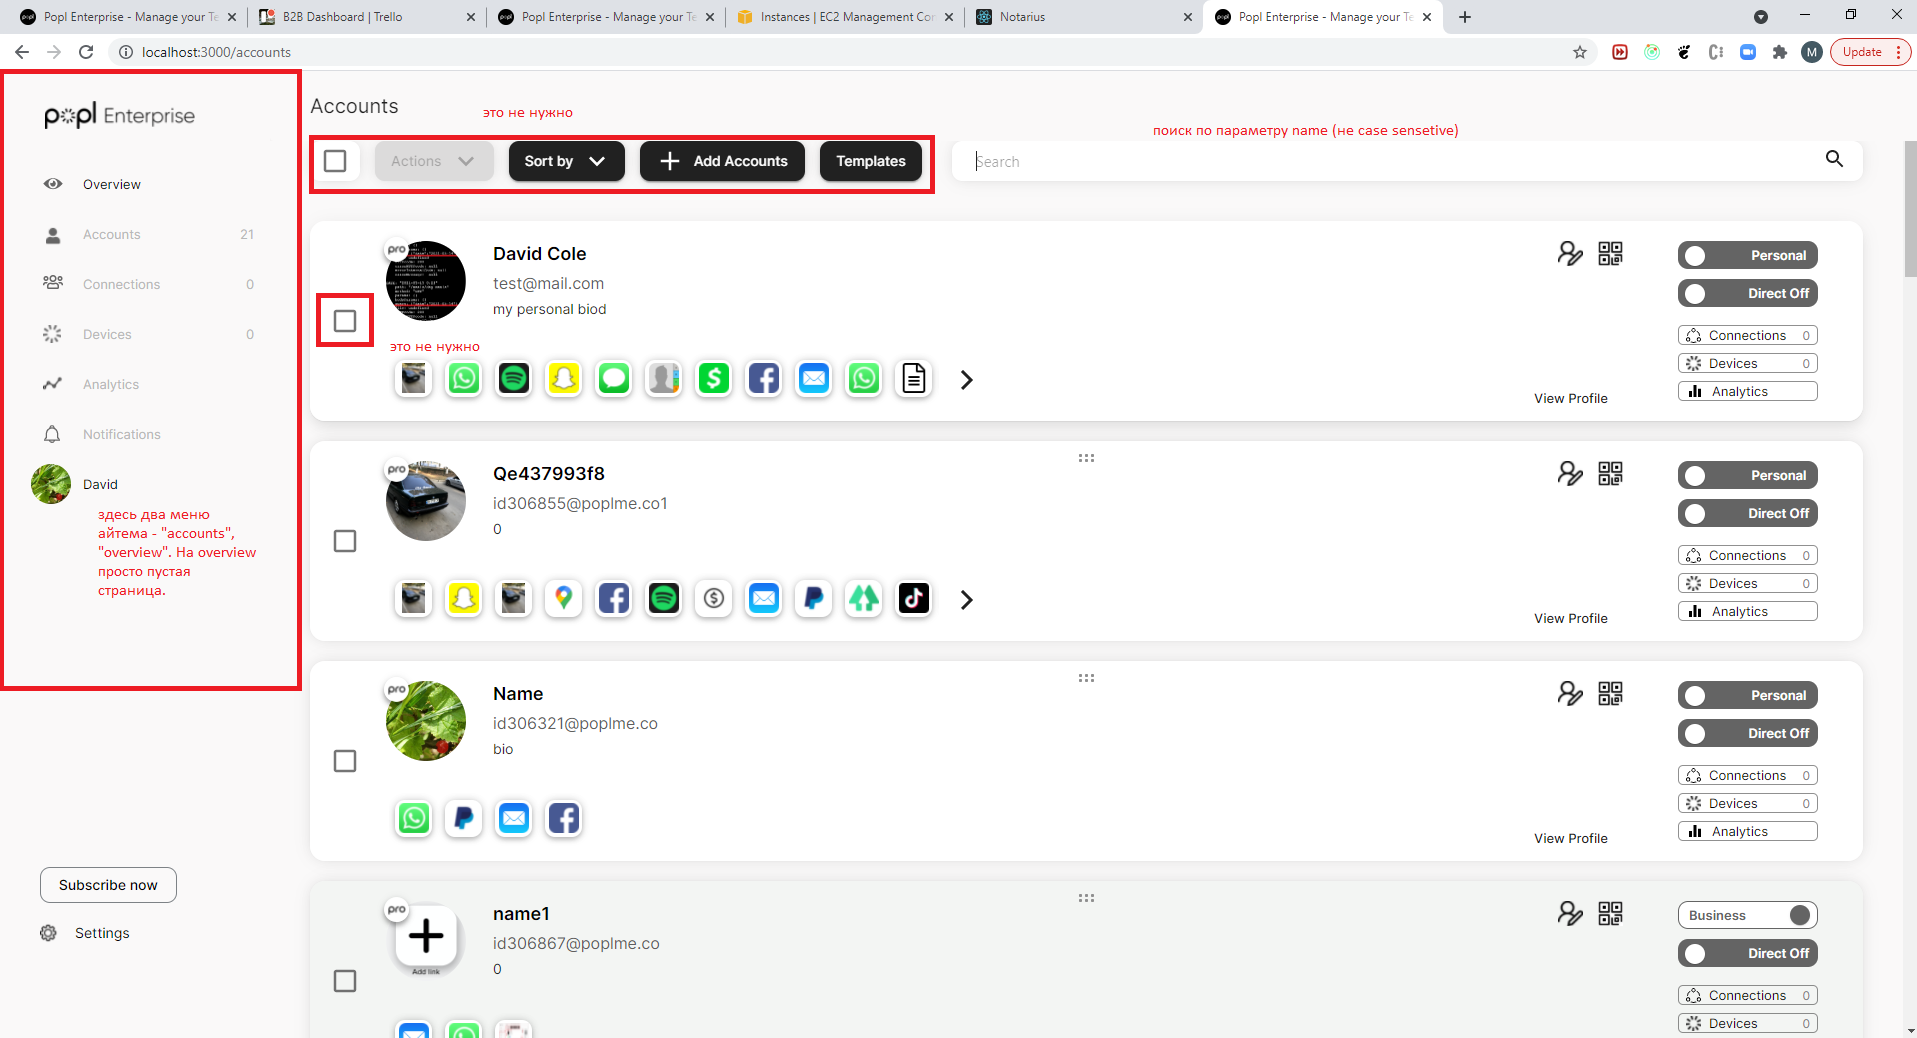 Popl Enterprise - Manage your Te
B2B Dashboard | Trello
Popl Enterprise - Manage your Te
Instances | EC2 Management Con
Notarius
Popl Enterprise - Manage your Te
localhost:3000/accounts
M
Update
popl Enterprise
Overview
Accounts 21
Connections 0
Devices 0
Analytics
Notifications
David
здесь два меню
айтема - "accounts",
"overview". На overview
просто пустая
страница.
Subscribe now
Settings
Accounts
это не нужно
поиск по параметру name (не case sensetive)
Actions
Sort by
Add Accounts
Templates
Search
pro
David Cole
test@mail.com
my personal biod
это не нужно
View Profile
Personal
Direct Off
Connections 0
Devices 0
Analytics
pro
Qe437993f8
id306855@poplme.co1
0
View Profile
Personal
Direct Off
Connections 0
Devices 0
Analytics
pro
Name
id306321@poplme.co
bio
View Profile
Personal
Direct Off
Connections 0
Devices 0
Analytics
pro
Add link
name1
id306867@poplme.co
0
Business
Direct Off
Connections 0
Devices 0